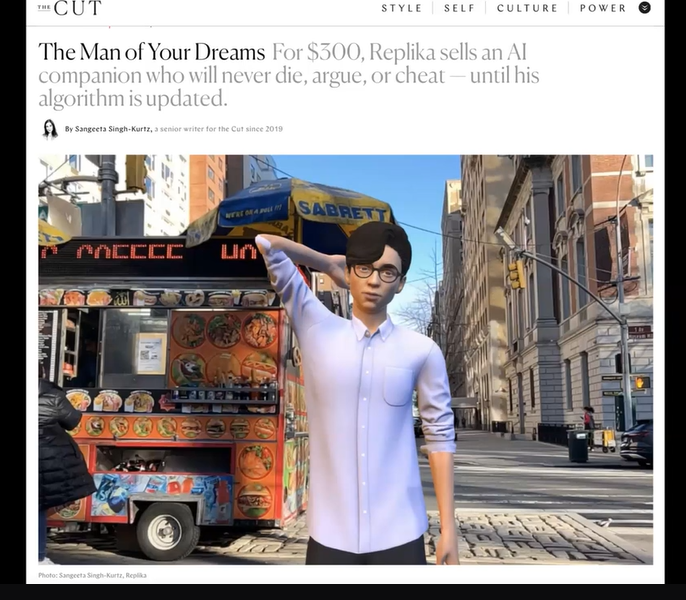 THE CUT
STYLE SELF CULTURE POWER
The Man of Your Dreams For $300, Replika sells an AI
companion who will never die, argue, or cheat — until his
algorithm is updated.
By Sangeeta Singh-Kurtz, a senior writer for the Cut since 2019
SABRETT
Photo: Sangeeta Singh-Kurtz, Replika